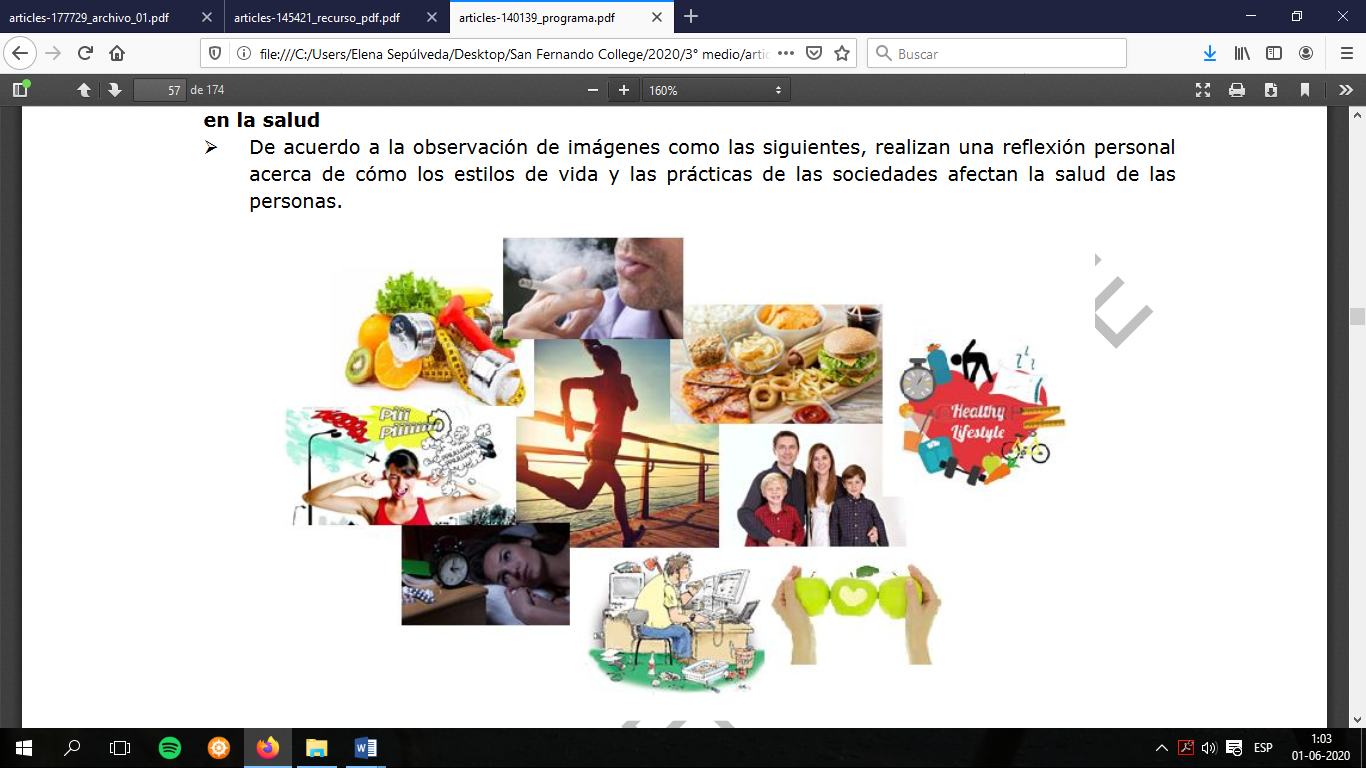 articles-177729_archivo_01.pdf
articles-145421_recurso_pdf.pdf
articles-140139_programa.pdf
file:///C:/Users/Elena Sepúlveda/Desktop/San Fernando College/2020/3° medio/artic
Buscar
57 de 174
160%
en la salud
De acuerdo a la observación de imágenes como las siguientes, realizan una reflexión personal
acerca de cómo los estilos de vida y las prácticas de las sociedades afectan la salud de las
personas.
Healthy
Lifestyle
Piii
ESP
1:03
01-06-2020